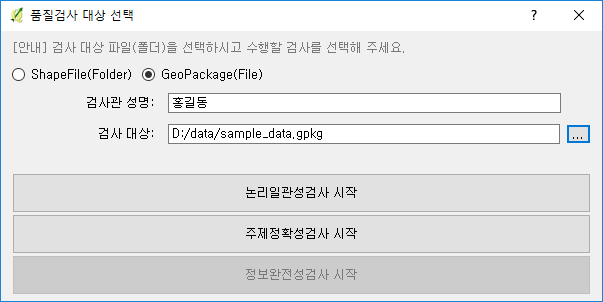 품질검사 대상 선택
[안내] 검사 대상 파일(폴더)을 선택하시고 수행할 검사를 선택해 주세요.
ShapeFile(Folder) GeoPackage(File)
검사관 성명: 홍길동
검사 대상: D:/data/sample_data.gpkg ...
논리일관성검사 시작
주제정확성검사 시작
정보완전성검사 시작